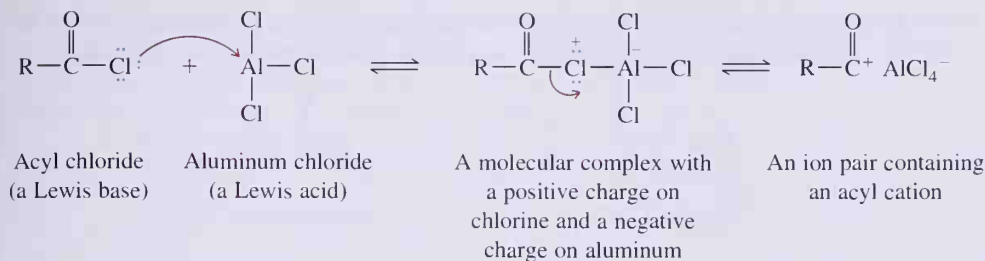 O
R—C—Cl:
+
Cl
Al—Cl
Cl
⇌
O
R—C—Cl—Al—Cl
+
−
Cl
Cl
⇌
O
R—C⁺ AlCl₄⁻
Acyl chloride
(a Lewis base)
Aluminum chloride
(a Lewis acid)
A molecular complex with
a positive charge on
chlorine and a negative
charge on aluminum
An ion pair containing
an acyl cation